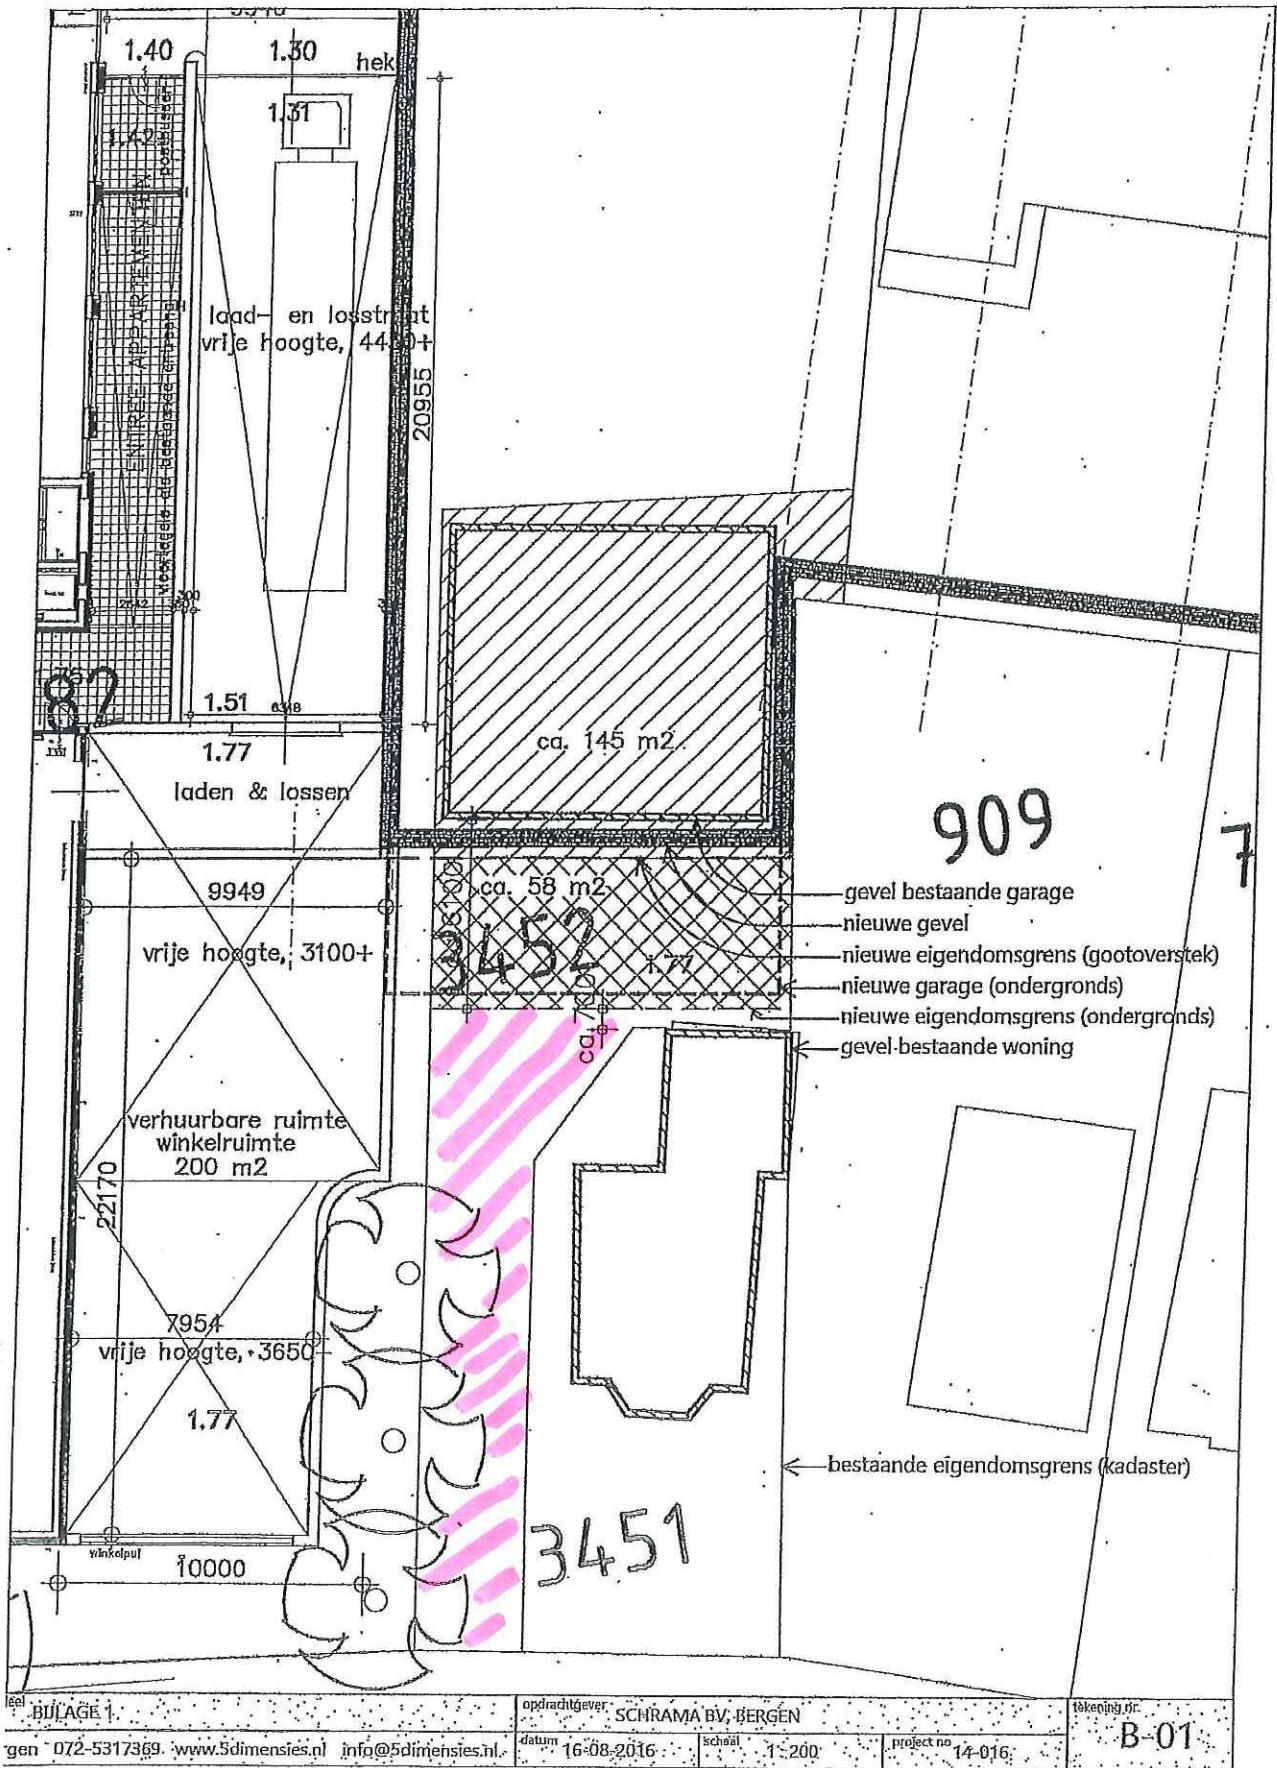 1.40
1.30
hek
1.31
1.42
ENTREE APPARTEMENTEN
laad- en losstraat
vrije hoogte, 4450+
20955
1.51
1.77
laden & lossen
ca. 145 m2
909
7
9949
ca. 58 m2
3452
1.77
vrije hoogte, 3100+
gevel bestaande garage
nieuwe gevel
nieuwe eigendomsgrens (gootoverstek)
nieuwe garage (ondergronds)
nieuwe eigendomsgrens (ondergronds)
gevel-bestaande woning
verhuurbare ruimte
winkelruimte
200 m2
22170
7954
vrije hoogte, 3650
1.77
bestaande eigendomsgrens (kadaster)
3451
winkelpui
10000
BIJLAGE 1
opdrachtgever SCHRAMA BV, BERGEN
tekening nr.
B-01
gen 072-5317369 www.5dimensies.nl info@5dimensies.nl
datum 16-08-2016
schaal 1:200
project no 14-016